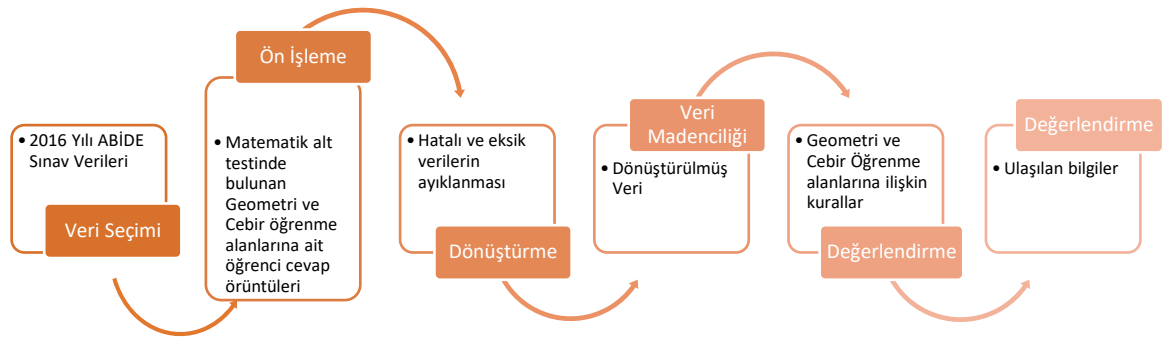 • 2016 Yılı ABİDE
Sınav Verileri
Veri Seçimi
Ön İşleme
• Matematik alt
testinde
bulunan
Geometri ve
Cebir öğrenme
alanlarına ait
öğrenci cevap
örüntüleri
• Hatalı ve eksik
verilerin
ayıklanması
Dönüştürme
Veri
Madenciliği
• Dönüştürülmüş
Veri
• Geometri ve
Cebir Öğrenme
alanlarına ilişkin
kurallar
Değerlendirme
Değerlendirme
• Ulaşılan bilgiler